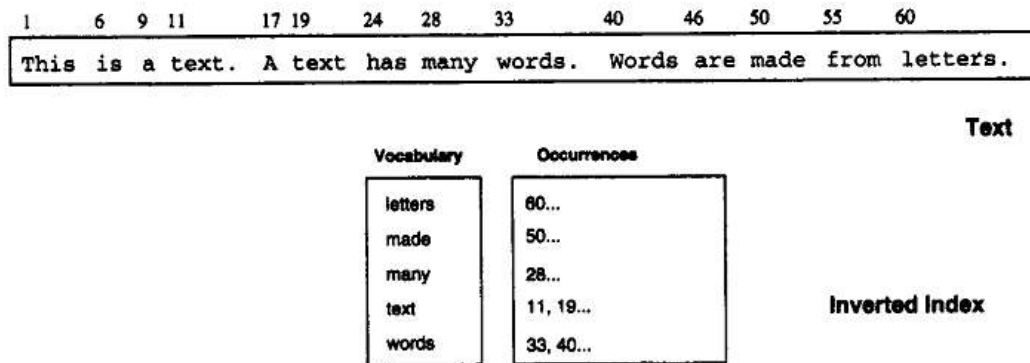 1 6 9 11 17 19 24 28 33 40 46 50 55 60
This is a text. A text has many words. Words are made from letters.
Text
Vocabulary Occurrences
letters 60...
made 50...
many 28...
text 11, 19...
Inverted Index
words 33, 40...